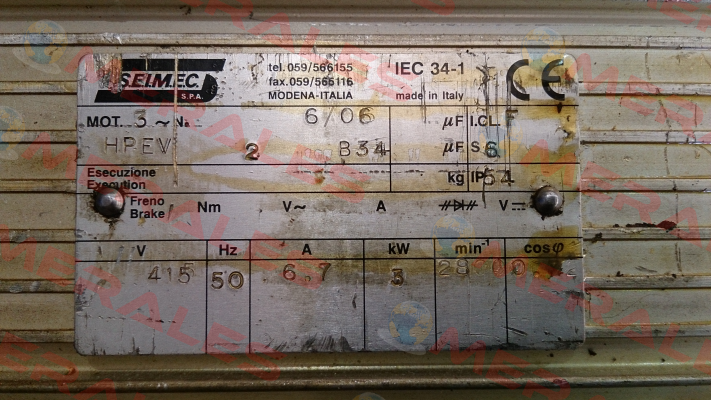 SEIMEC
S.P.A.
tel.059/566155
fax.059/565116
MODENA-ITALIA
IEC 34-1
made in Italy
CE
MOT. 3 ~ N. 6/06 µF I.CL. F
HPEV 2 B34 µF S 6
Esecuzione
Execution kg IP 54
Freno
Brake Nm V~ A V
V Hz A kW min⁻¹ cosφ
415 50 6.7 3
MERALES